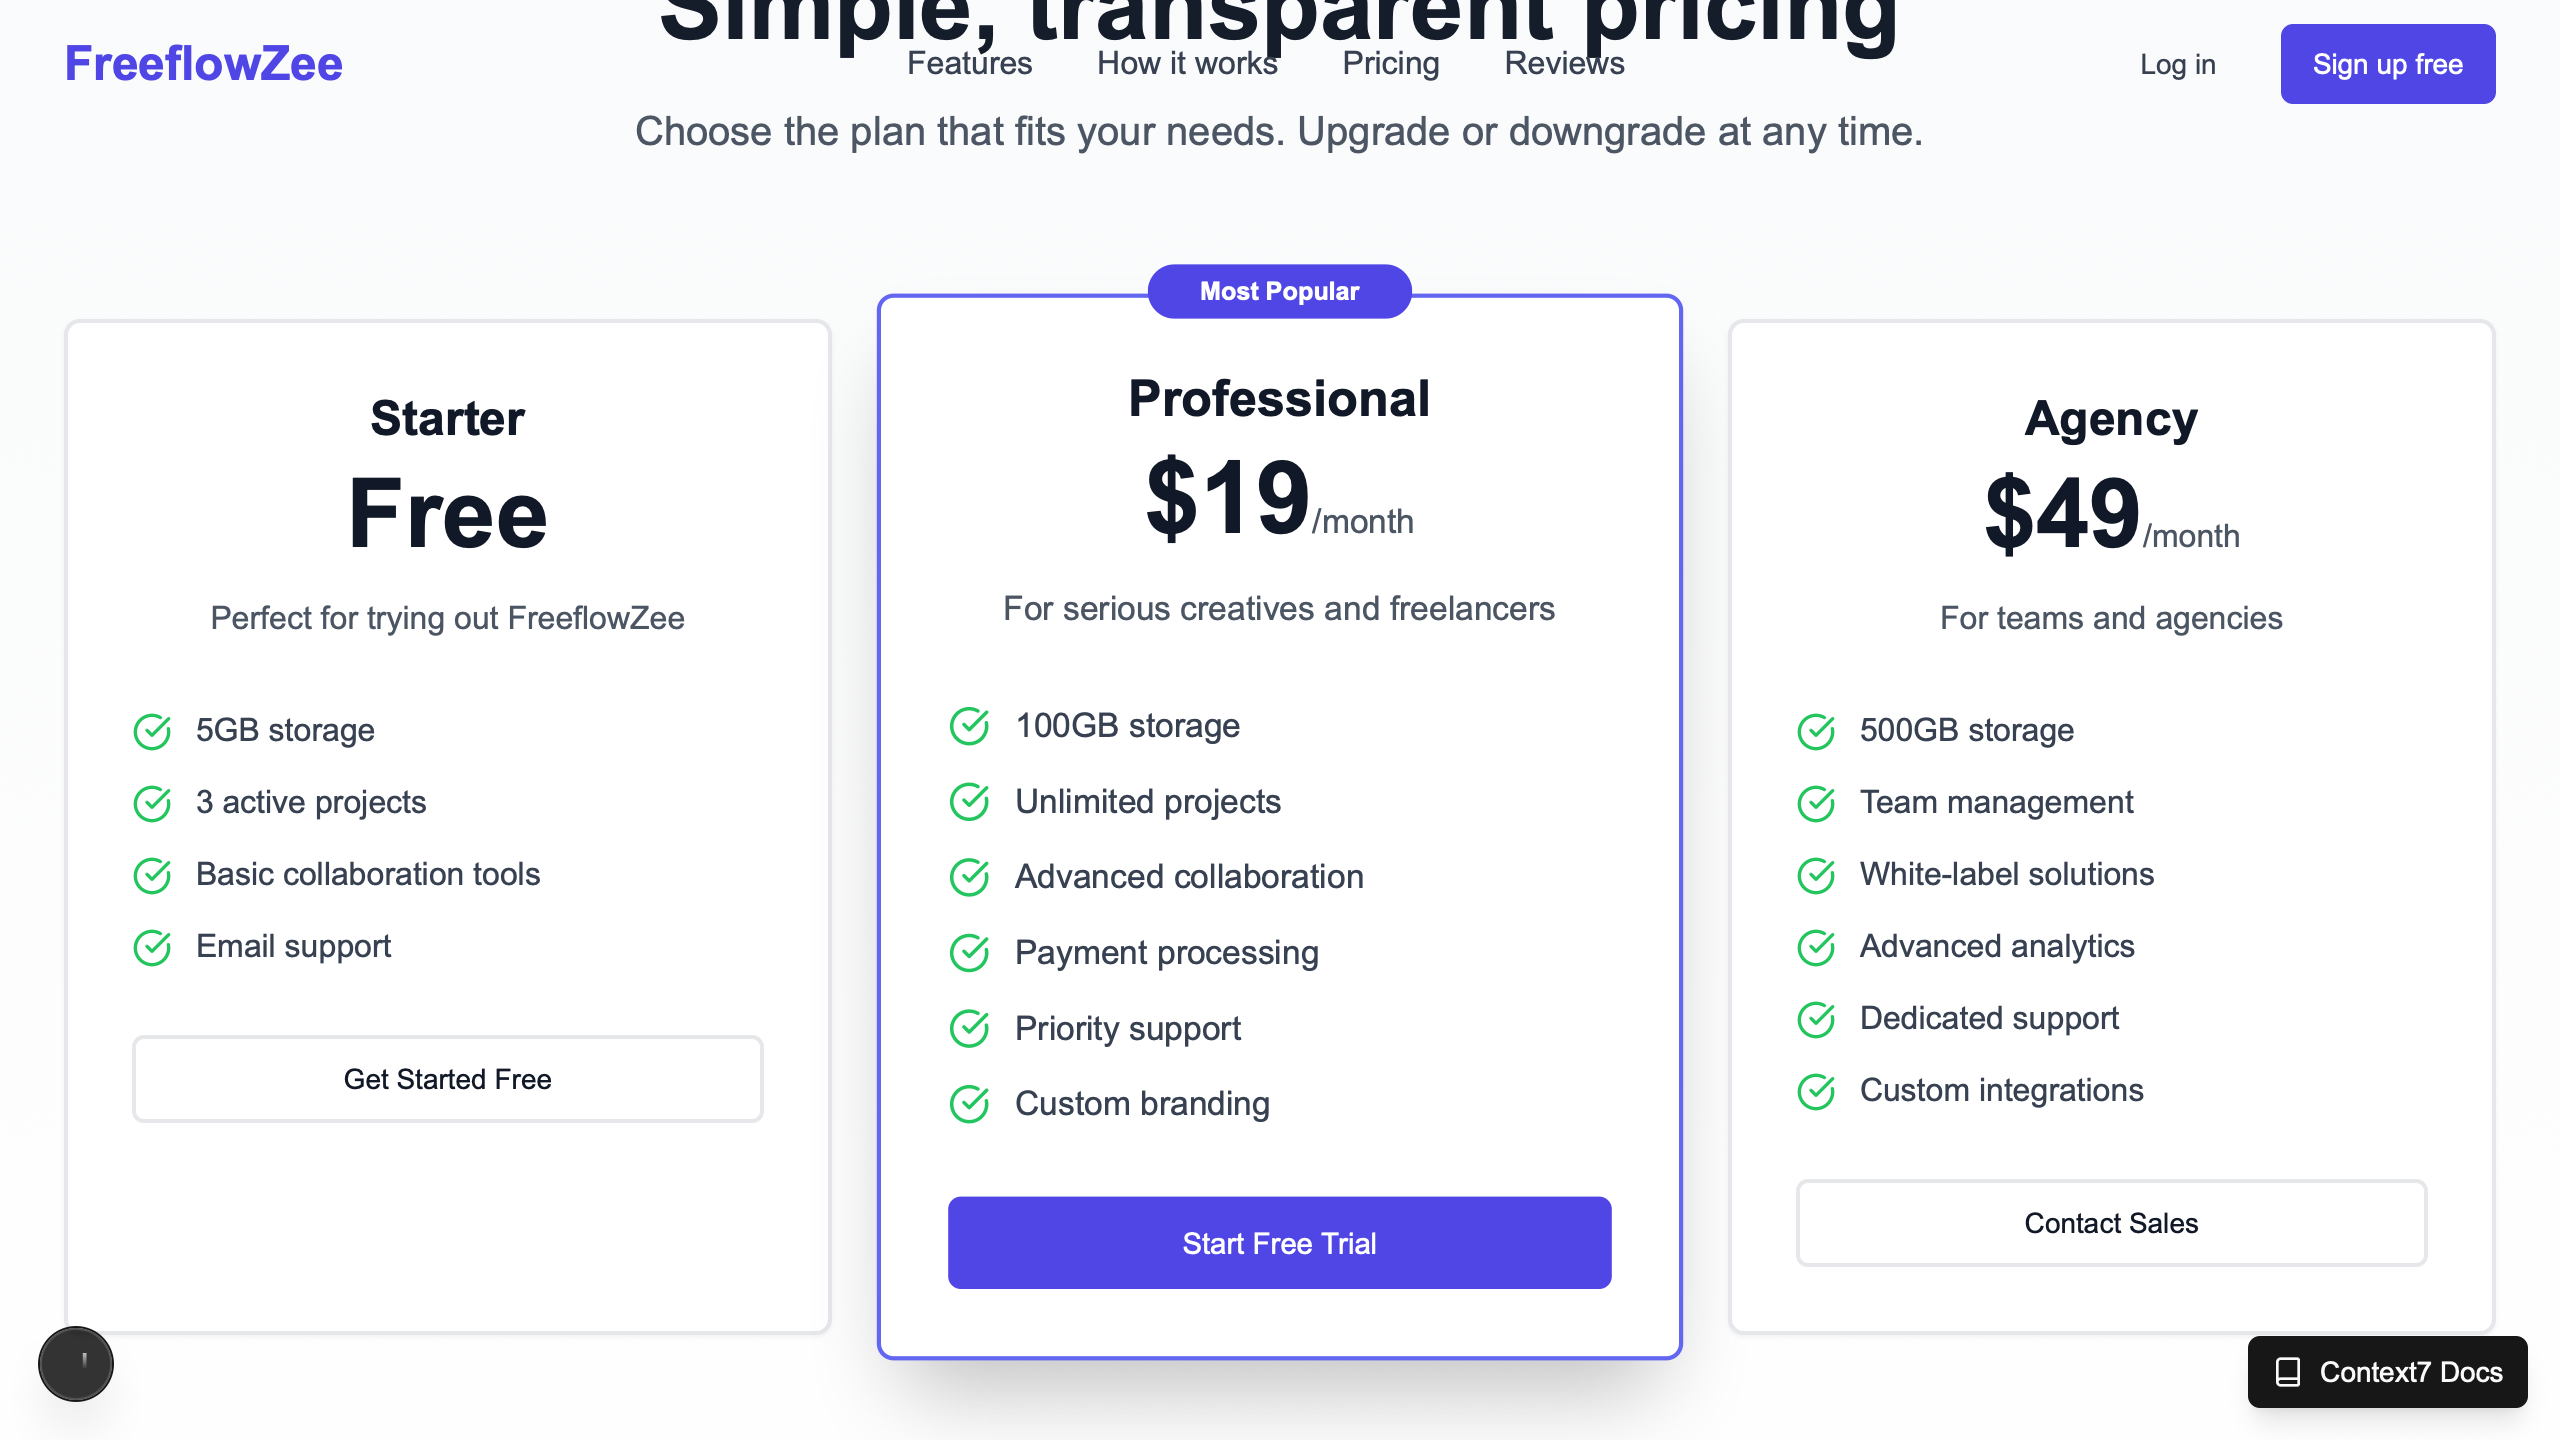 Simple, transparent pricing
FreeflowZee
Features
How it works
Pricing
Reviews
Log in
Sign up free
Choose the plan that fits your needs. Upgrade or downgrade at any time.
Starter
Free
Perfect for trying out FreeflowZee
5GB storage
3 active projects
Basic collaboration tools
Email support
Get Started Free
Most Popular
Professional
$19/month
For serious creatives and freelancers
100GB storage
Unlimited projects
Advanced collaboration
Payment processing
Priority support
Custom branding
Start Free Trial
Agency
$49/month
For teams and agencies
500GB storage
Team management
White-label solutions
Advanced analytics
Dedicated support
Custom integrations
Contact Sales
Context7 Docs